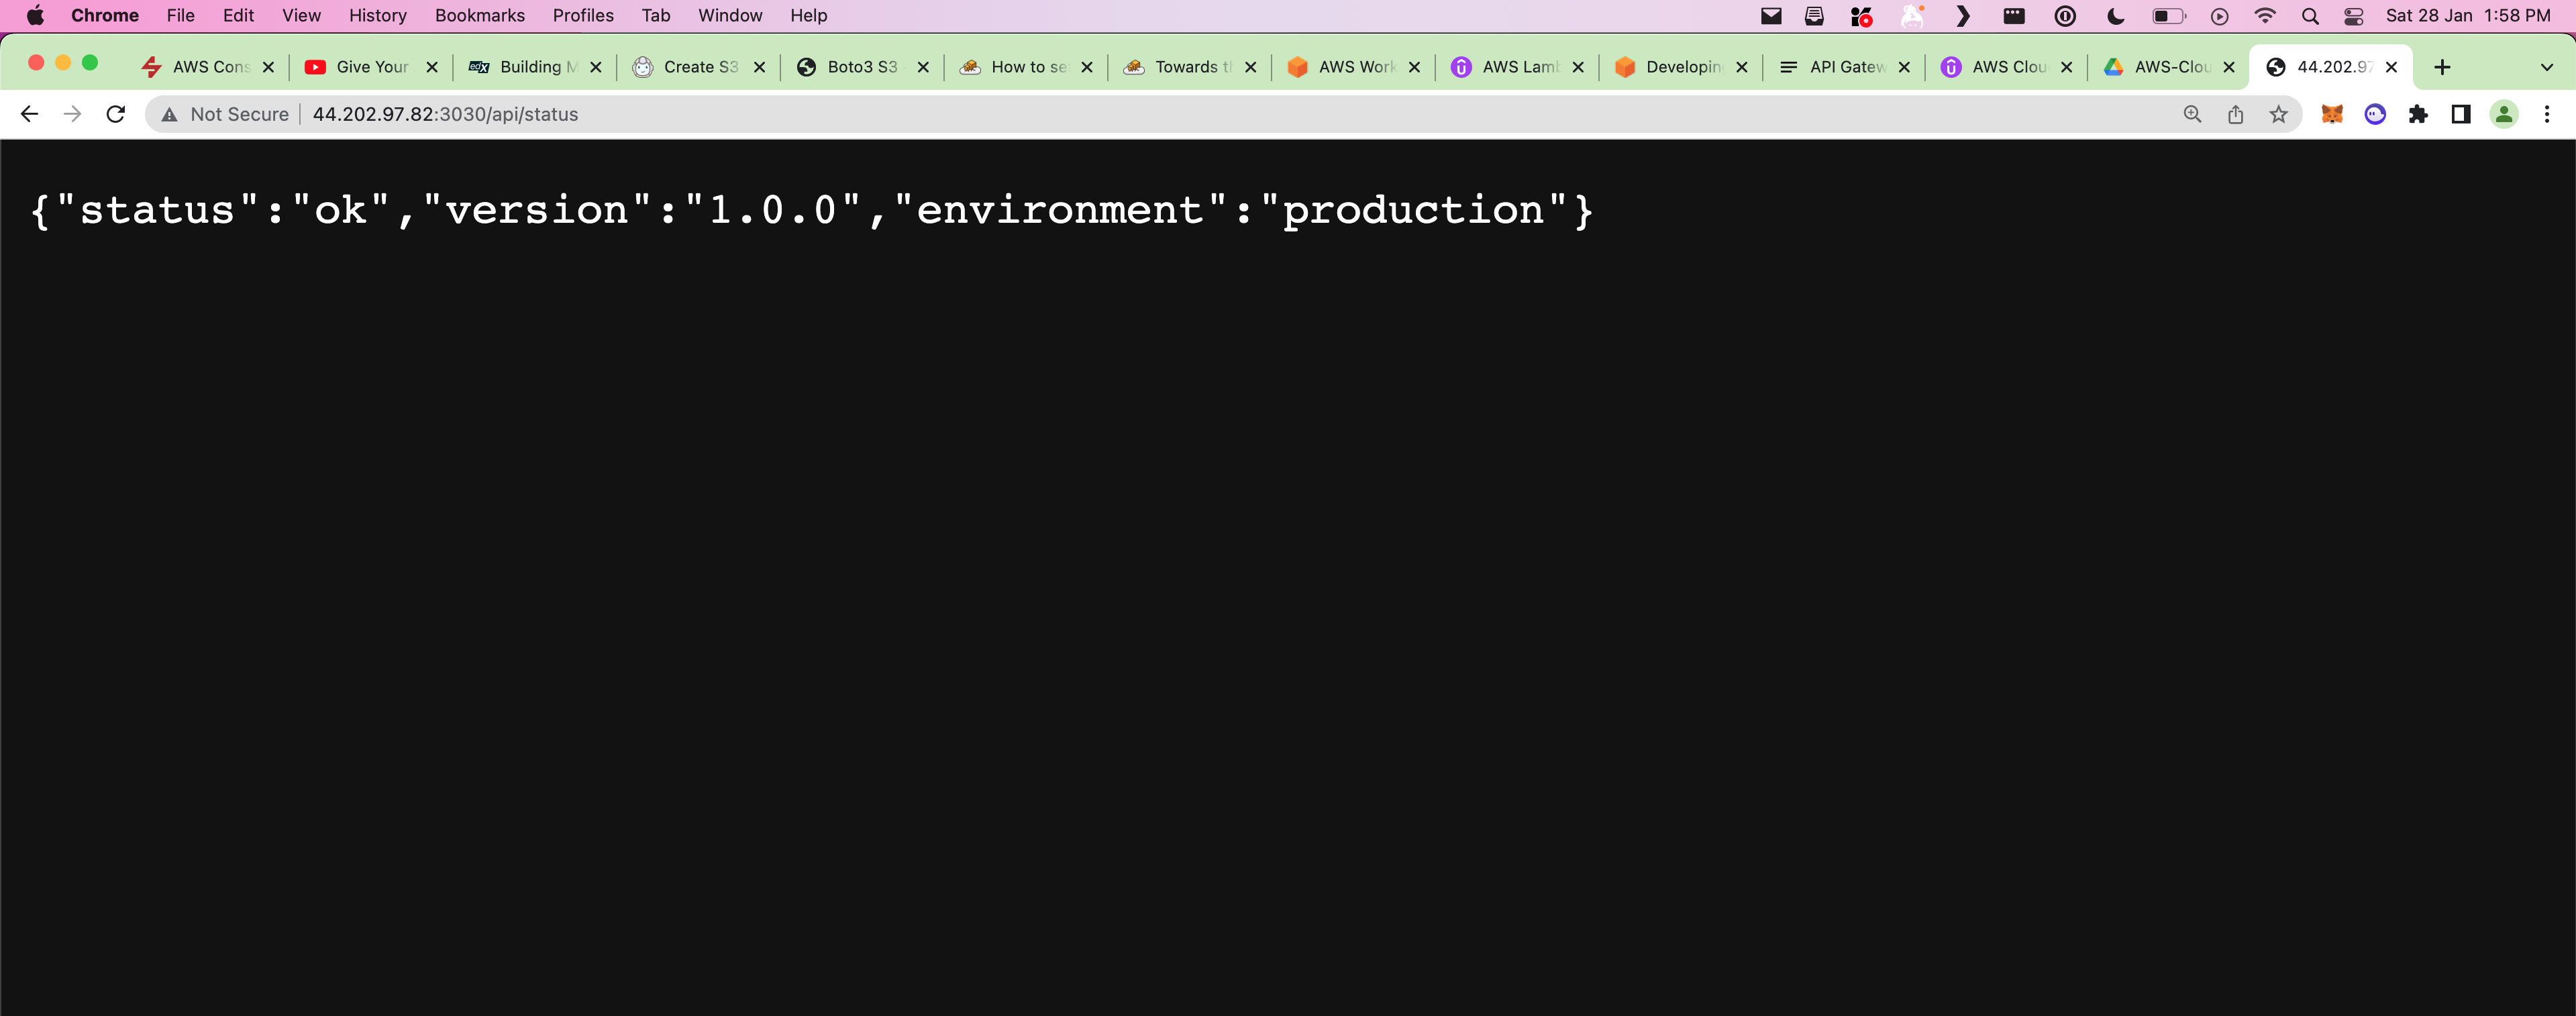 Chrome File Edit View History Bookmarks Profiles Tab Window Help Sat 28 Jan 1:58 PM
AWS Cons Give Your Building M Create S3 Boto3 S3 How to se Towards th AWS Work AWS Lamb Developing API Gatew AWS Clou AWS-Clou 44.202.97
Not Secure 44.202.97.82:3030/api/status
{"status":"ok","version":"1.0.0","environment":"production"}